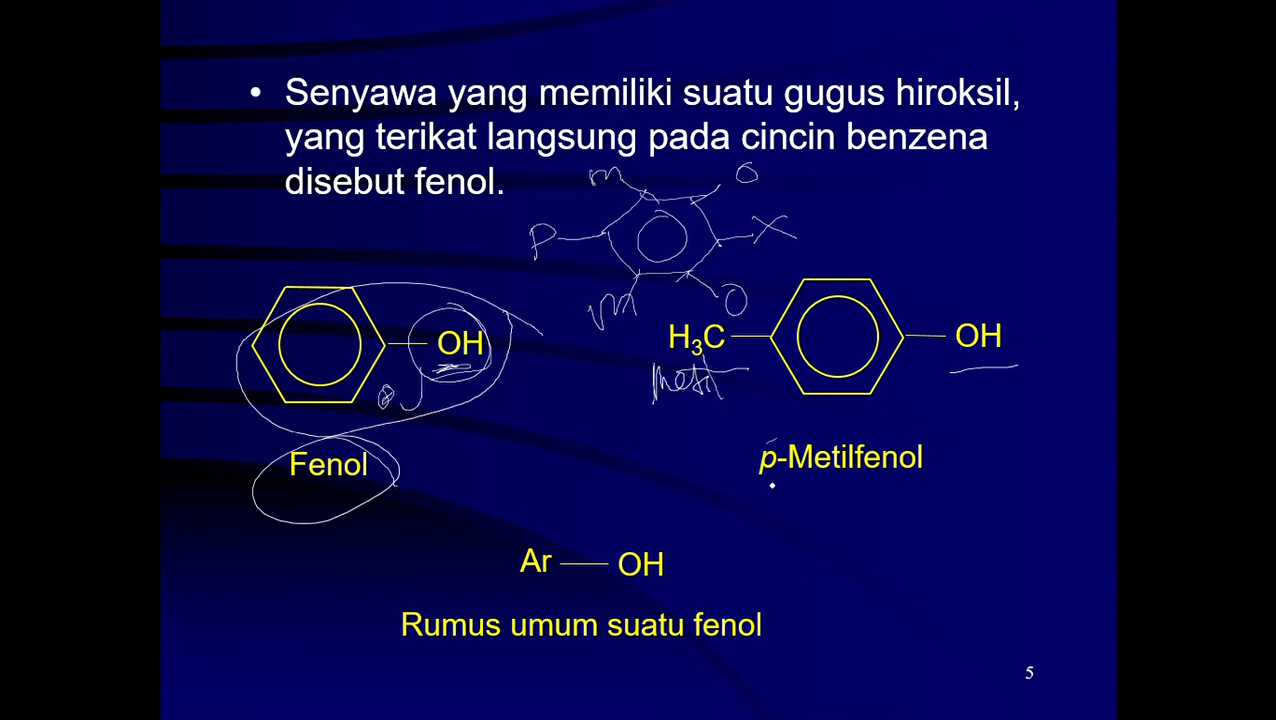 • Senyawa yang memiliki suatu gugus hiroksil,
yang terikat langsung pada cincin benzena
disebut fenol.
m o
p x
m o
OH
H₃C OH
metil
Fenol
p-Metilfenol
Ar OH
Rumus umum suatu fenol
5